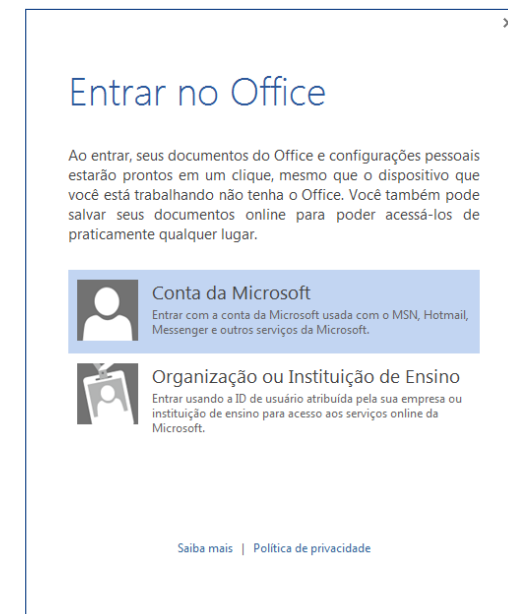 Entrar no Office
Ao entrar, seus documentos do Office e configurações pessoais
estarão prontos em um clique, mesmo que o dispositivo que
você está trabalhando não tenha o Office. Você também pode
salvar seus documentos online para poder acessá-los de
praticamente qualquer lugar.
Conta da Microsoft
Entrar com a conta da Microsoft usada com o MSN, Hotmail,
Messenger e outros serviços da Microsoft.
Organização ou Instituição de Ensino
Entrar usando a ID de usuário atribuída pela sua empresa ou
instituição de ensino para acesso aos serviços online da
Microsoft.
Saiba mais | Política de privacidade